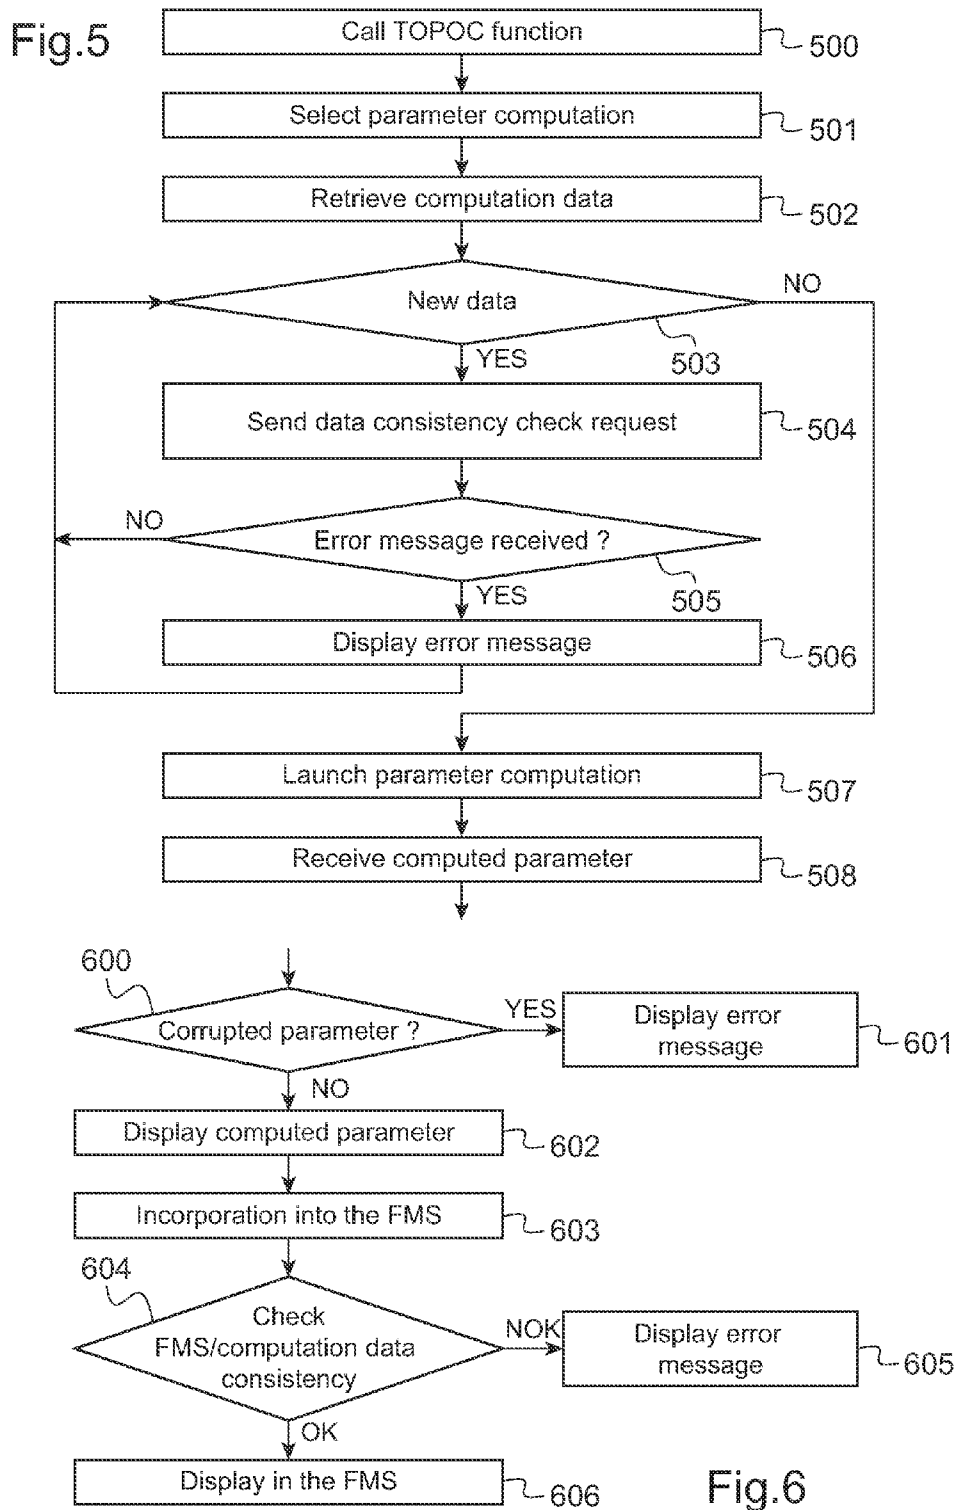 Fig.5
Call TOPOC function
500
Select parameter computation
501
Retrieve computation data
502
New data
NO
503
YES
Send data consistency check request
504
NO
Error message received ?
505
YES
Display error message
506
Launch parameter computation
507
Receive computed parameter
508
600
Corrupted parameter ?
YES
Display error
message
601
NO
Display computed parameter
602
Incorporation into the FMS
603
604
Check
FMS/computation data
consistency
NOK
Display error
message
605
OK
Display in the FMS
606
Fig.6